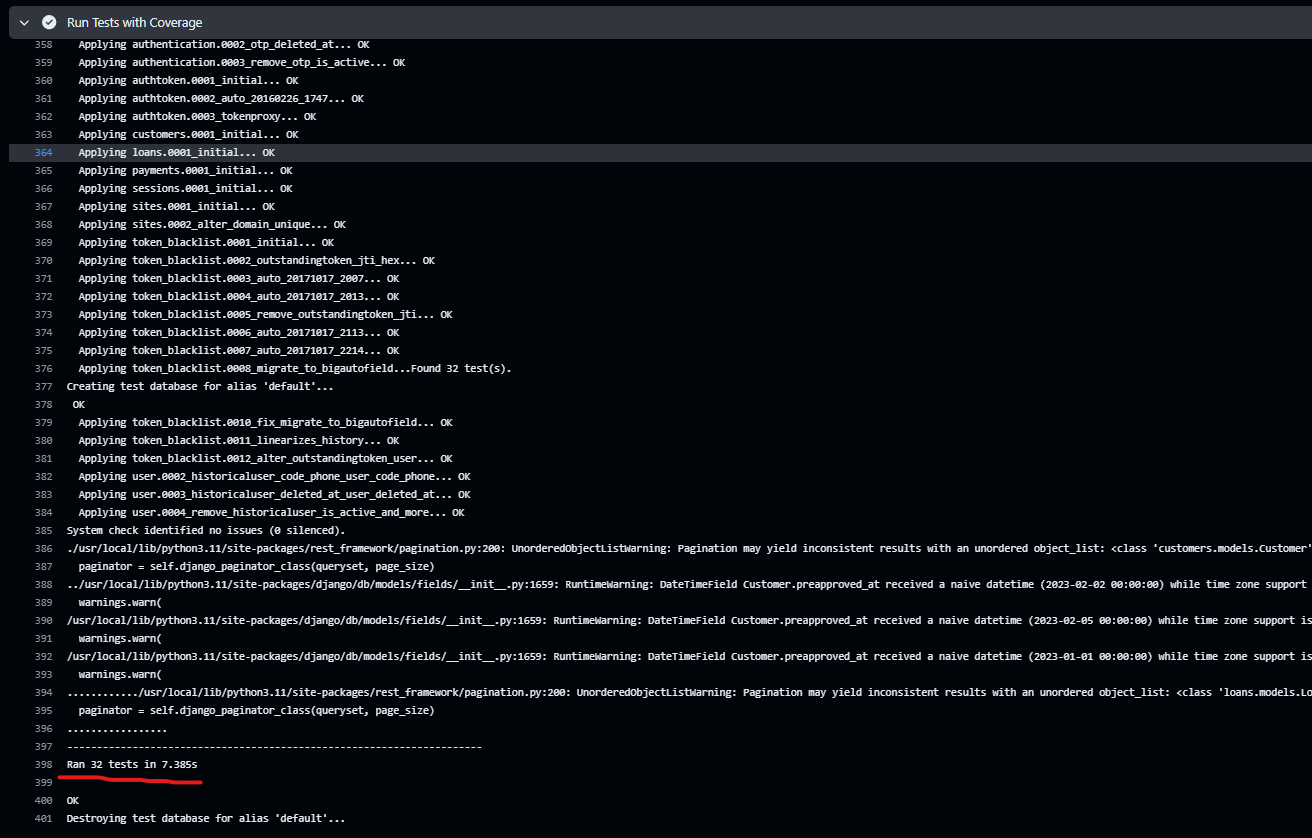 Run Tests with Coverage
358 Applying authentication.0002_otp_deleted_at... OK
359 Applying authentication.0003_remove_otp_is_active... OK
360 Applying authtoken.0001_initial... OK
361 Applying authtoken.0002_auto_20160226_1747... OK
362 Applying authtoken.0003_tokenproxy... OK
363 Applying customers.0001_initial... OK
364 Applying loans.0001_initial... OK
365 Applying payments.0001_initial... OK
366 Applying sessions.0001_initial... OK
367 Applying sites.0001_initial... OK
368 Applying sites.0002_alter_domain_unique... OK
369 Applying token_blacklist.0001_initial... OK
370 Applying token_blacklist.0002_outstandingtoken_jti_hex... OK
371 Applying token_blacklist.0003_auto_20171017_2007... OK
372 Applying token_blacklist.0004_auto_20171017_2013... OK
373 Applying token_blacklist.0005_remove_outstandingtoken_jti... OK
374 Applying token_blacklist.0006_auto_20171017_2113... OK
375 Applying token_blacklist.0007_auto_20171017_2214... OK
376 Applying token_blacklist.0008_migrate_to_bigautofield...Found 32 test(s).
377 Creating test database for alias 'default'...
378 OK
379 Applying token_blacklist.0010_fix_migrate_to_bigautofield... OK
380 Applying token_blacklist.0011_linearizes_history... OK
381 Applying token_blacklist.0012_alter_outstandingtoken_user... OK
382 Applying user.0002_historicaluser_code_phone_user_code_phone... OK
383 Applying user.0003_historicaluser_deleted_at_user_deleted_at... OK
384 Applying user.0004_remove_historicaluser_is_active_and_more... OK
385 System check identified no issues (0 silenced).
386 ./usr/local/lib/python3.11/site-packages/rest_framework/pagination.py:200: UnorderedObjectListWarning: Pagination may yield inconsistent results with an unordered object_list: <class 'customers.models.Customer'
387 paginator = self.django_paginator_class(queryset, page_size)
388 ../usr/local/lib/python3.11/site-packages/django/db/models/fields/__init__.py:1659: RuntimeWarning: DateTimeField Customer.preapproved_at received a naive datetime (2023-02-02 00:00:00) while time zone support
389 warnings.warn(
390 /usr/local/lib/python3.11/site-packages/django/db/models/fields/__init__.py:1659: RuntimeWarning: DateTimeField Customer.preapproved_at received a naive datetime (2023-02-05 00:00:00) while time zone support is
391 warnings.warn(
392 /usr/local/lib/python3.11/site-packages/django/db/models/fields/__init__.py:1659: RuntimeWarning: DateTimeField Customer.preapproved_at received a naive datetime (2023-01-01 00:00:00) while time zone support is
393 warnings.warn(
394 ............/usr/local/lib/python3.11/site-packages/rest_framework/pagination.py:200: UnorderedObjectListWarning: Pagination may yield inconsistent results with an unordered object_list: <class 'loans.models.Lo
395 paginator = self.django_paginator_class(queryset, page_size)
396 .................
397 ----------------------------------------------------------------------
398 Ran 32 tests in 7.385s
399
400 OK
401 Destroying test database for alias 'default'...